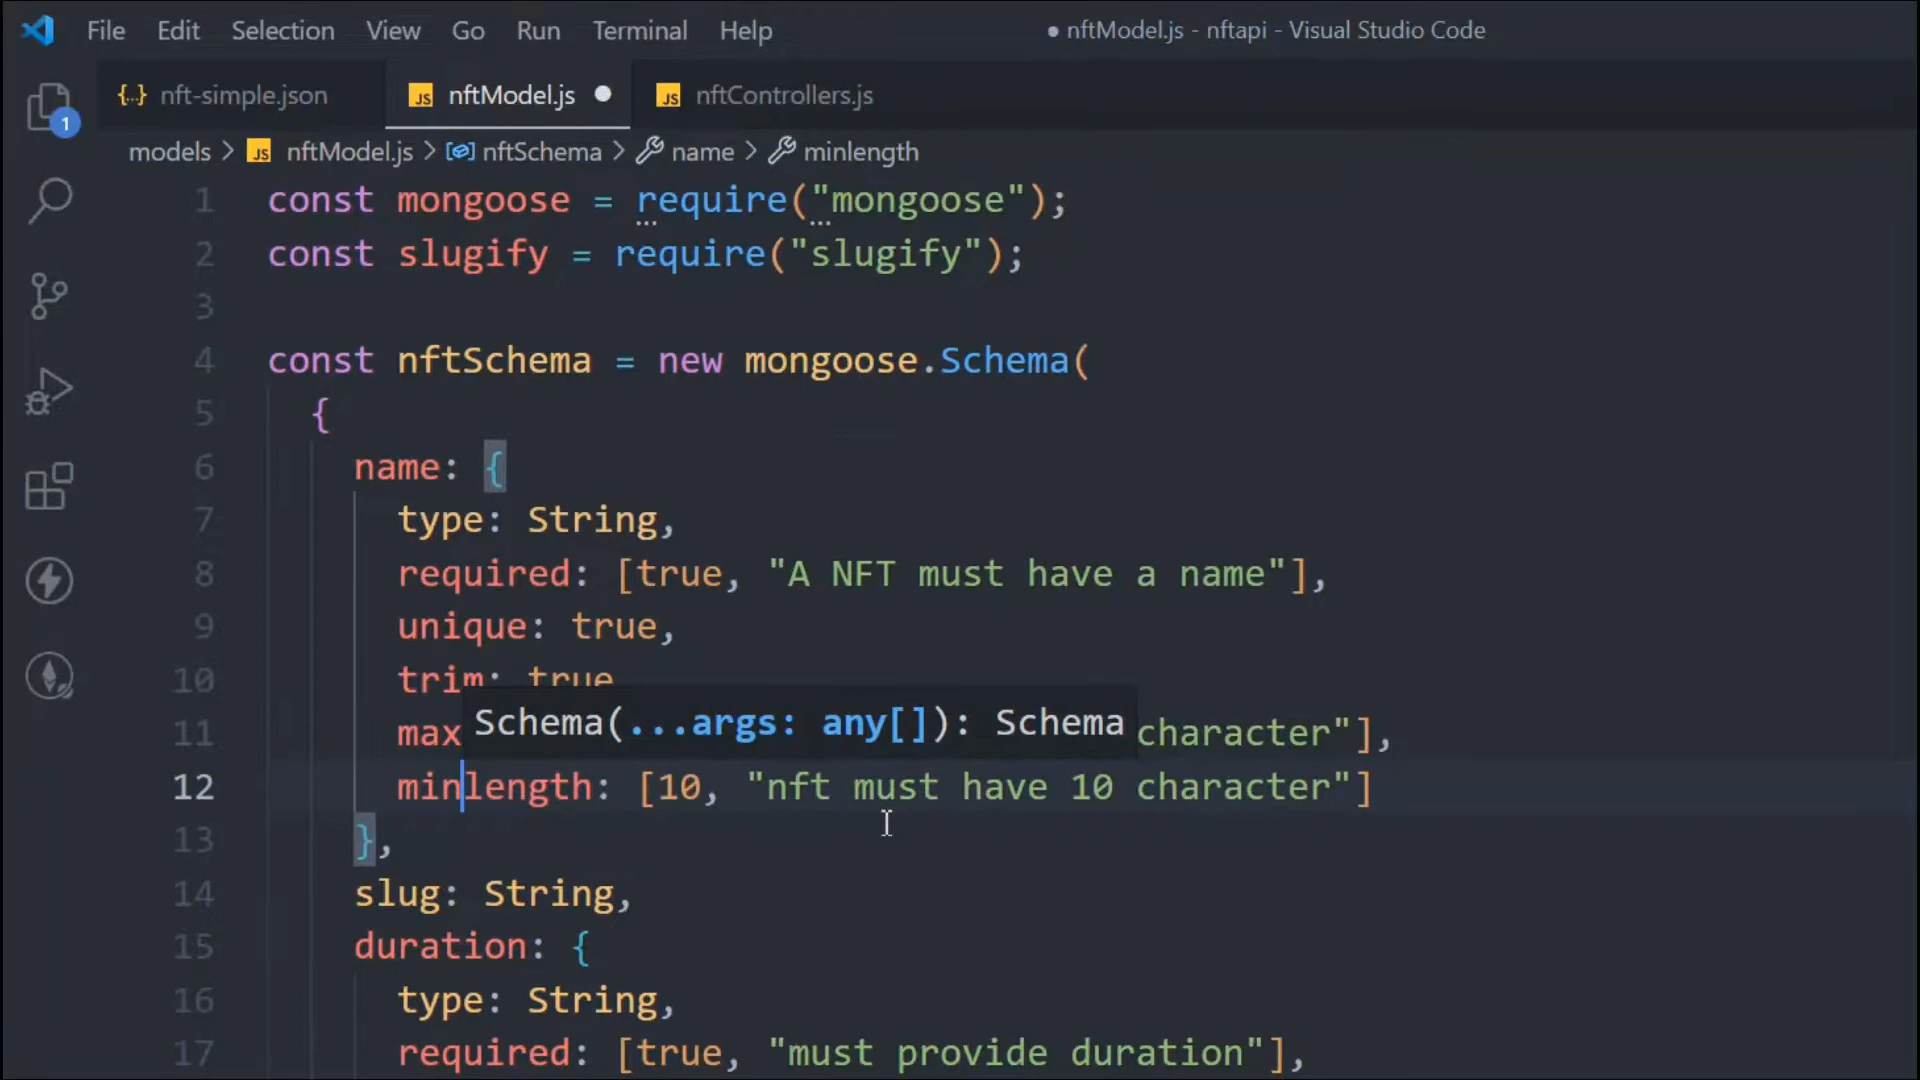 File Edit Selection View Go Run Terminal Help ● nftModel.js - nftapi - Visual Studio Code
{..} nft-simple.json JS nftModel.js ● JS nftControllers.js
1
models > JS nftModel.js > nftSchema > name > minlength
1 const mongoose = require("mongoose");
2 const slugify = require("slugify");
3
4 const nftSchema = new mongoose.Schema(
5 {
6 name: {
7 type: String,
8 required: [true, "A NFT must have a name"],
9 unique: true,
10 trim: true
Schema(...args: any[]): Schema
11 max character"],
12 minlength: [10, "nft must have 10 character"]
13 },
14 slug: String,
15 duration: {
16 type: String,
17 required: [true, "must provide duration"],